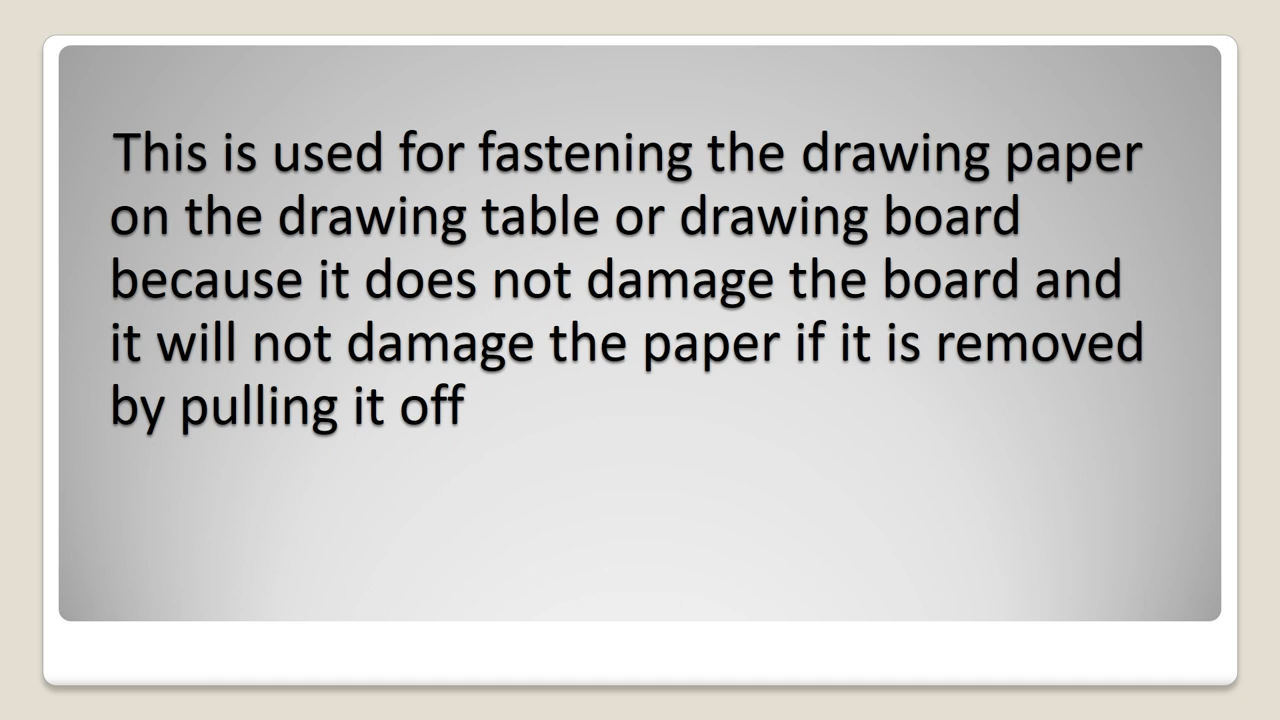 This is used for fastening the drawing paper
on the drawing table or drawing board
because it does not damage the board and
it will not damage the paper if it is removed
by pulling it off